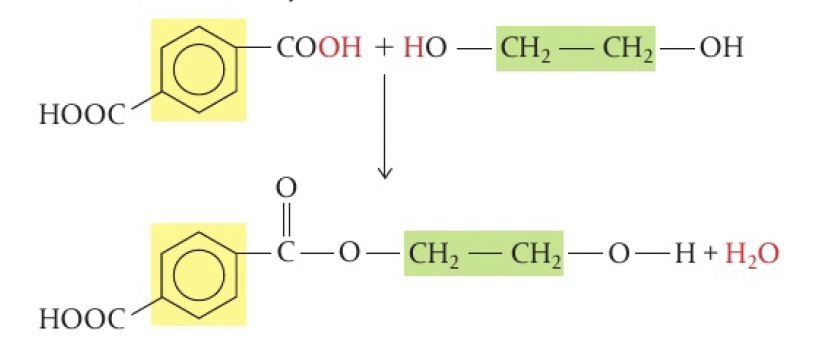 COOH + HO — CH₂ — CH₂ — OH
HOOC
O
C — O — CH₂ — CH₂ — O — H + H₂O
HOOC